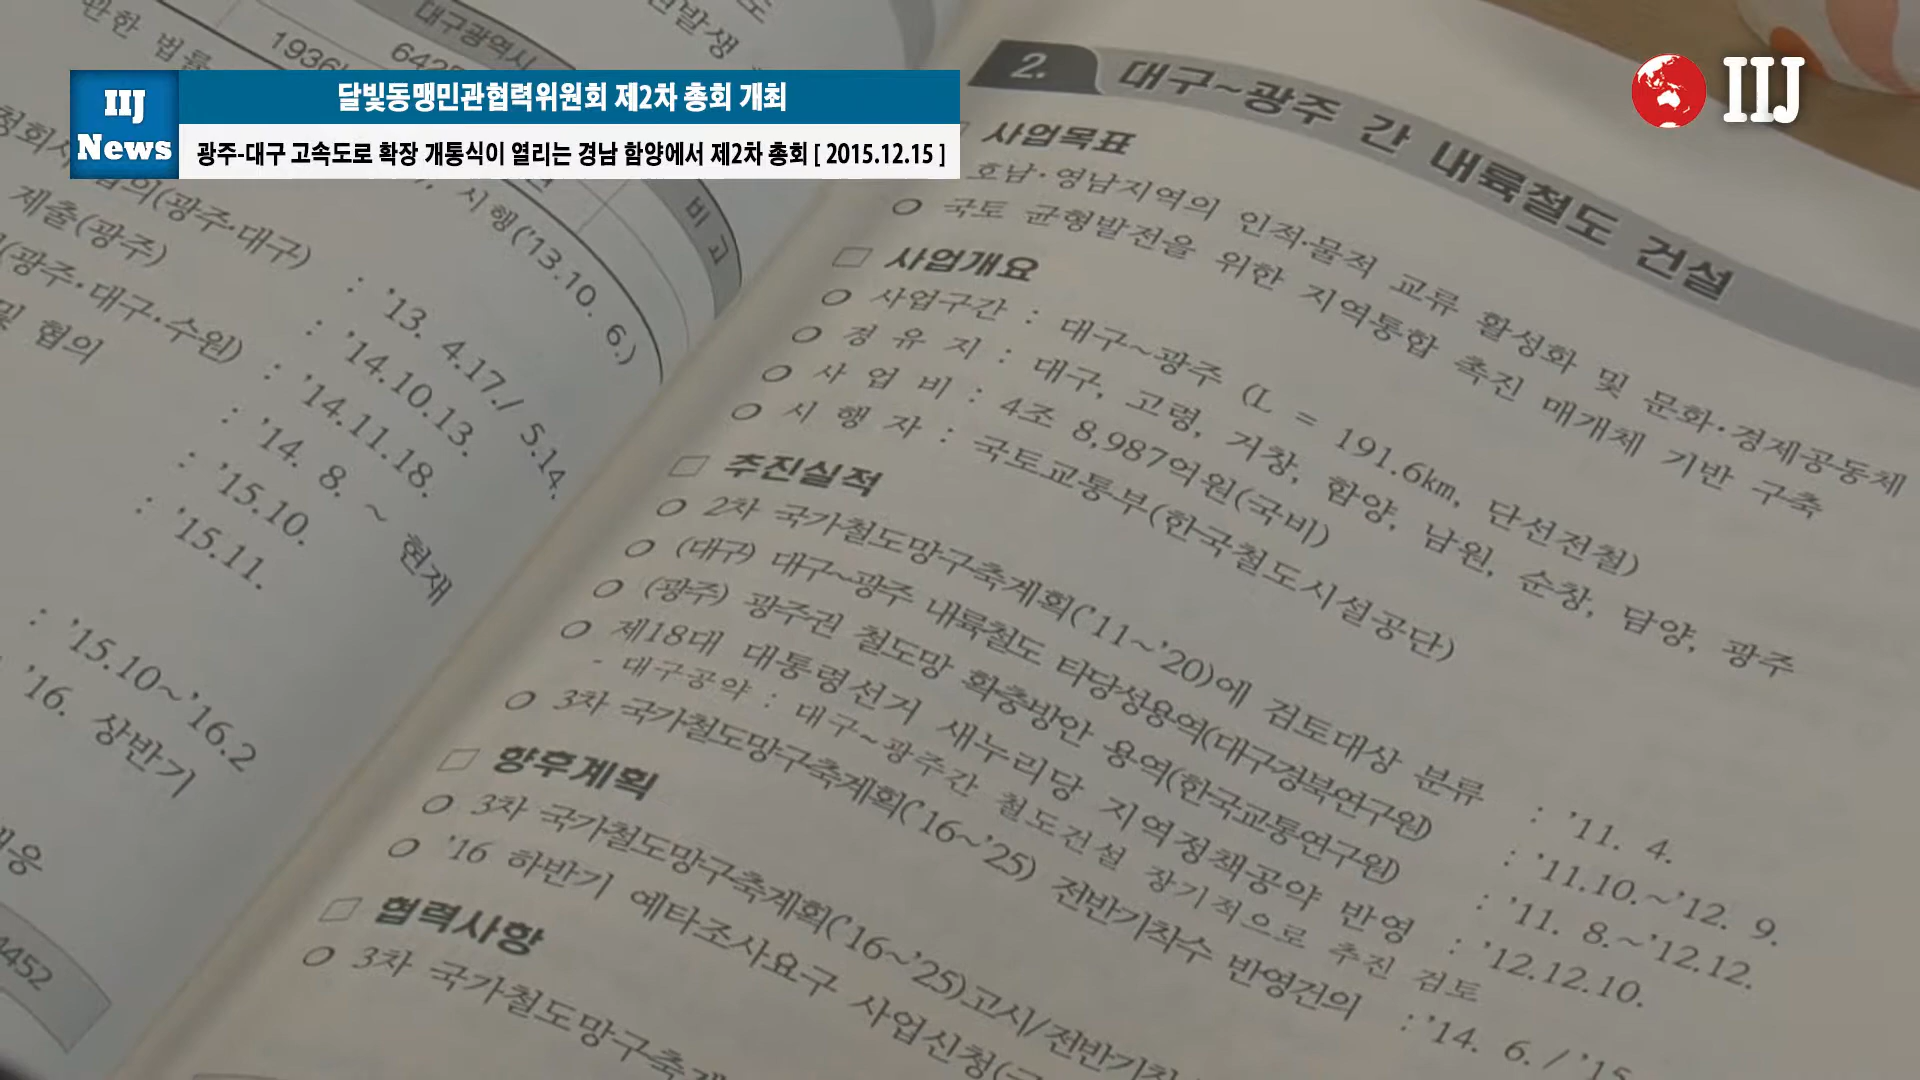 IIJ
News
달빛동맹민관협력위원회 제2차 총회 개최
광주-대구 고속도로 확장 개통식이 열리는 경남 함양에서 제2차 총회 [ 2015.12.15 ]
IIJ
관한 법률
1936
대구광역시
비 고
시행('13.10. 6.)
(광주·대구) : '13. 4.17./ 5.14.
제출(광주) : '14.10.13.
(광주·대구·수원) : '14.11.18.
및 협의 : '14. 8. ~ 현재
: '15.10.
: '15.11.
: '15.10~'16.2
'16. 상반기
4452
2. 대구~광주 간 내륙철도 건설
사업목표
호남·영남지역의 인적·물적 교류 활성화 및 문화·경제공동체
○ 국토 균형발전을 위한 지역통합 촉진 매개체 기반 구축
□ 사업개요
○ 사업구간 : 대구~광주 (L = 191.6㎞, 단선전철)
○ 경 유 지 : 대구, 고령, 거창, 함양, 남원, 순창, 담양, 광주
○ 사 업 비 : 4조 8,987억원(국비)
○ 시 행 자 : 국토교통부(한국철도시설공단)
□ 추진실적
○ 2차 국가철도망구축계획('11~'20)에 검토대상 분류 : '11. 4.
○ (대구) 대구~광주 내륙철도 타당성용역(대구경북연구원) : '11.10.~'12. 9.
○ (광주) 광주권 철도망 확충방안 용역(한국교통연구원) : '11. 8.~'12.12.
○ 제18대 대통령선거 새누리당 지역정책공약 반영 : '12.12.10.
- 대구공약 : 대구~광주간 철도건설 장기적으로 추진 검토
○ 3차 국가철도망구축계획('16~'25) 전반기착수 반영건의 : '14. 6. / '15
□ 향후계획
○ 3차 국가철도망구축계획('16~'25)고시/전반기착
○ '16 하반기 예타조사요구 사업신청(
□ 협력사항
○ 3차 국가철도망구축계